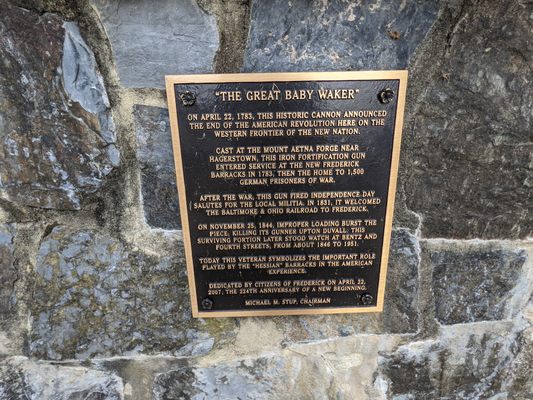 "THE GREAT BABY WAKER"
ON APRIL 22, 1783, THIS HISTORIC CANNON ANNOUNCED
THE END OF THE AMERICAN REVOLUTION HERE ON THE
WESTERN FRONTIER OF THE NEW NATION.
CAST AT THE MOUNT AETNA FORGE NEAR
HAGERSTOWN, THIS IRON FORTIFICATION GUN
ENTERED SERVICE AT THE NEW FREDERICK
BARRACKS IN 1783, THEN THE HOME TO 1,500
GERMAN PRISONERS OF WAR.
AFTER THE WAR, THIS GUN FIRED INDEPENDENCE DAY
SALUTES FOR THE LOCAL MILITIA. IN 1831, IT WELCOMED
THE BALTIMORE & OHIO RAILROAD TO FREDERICK.
ON NOVEMBER 25, 1844, IMPROPER LOADING BURST THE
PIECE, KILLING ITS GUNNER UPTON DUVALL; THIS
SURVIVING PORTION LATER STOOD WATCH AT BENTZ AND
FOURTH STREETS, FROM ABOUT 1846 TO 1951.
TODAY THIS VETERAN SYMBOLIZES THE IMPORTANT ROLE
PLAYED BY THE "HESSIAN" BARRACKS IN THE AMERICAN
EXPERIENCE.
DEDICATED BY CITIZENS OF FREDERICK ON APRIL 22,
2007, THE 224TH ANNIVERSARY OF A NEW BEGINNING.
MICHAEL M. STUP, CHAIRMAN